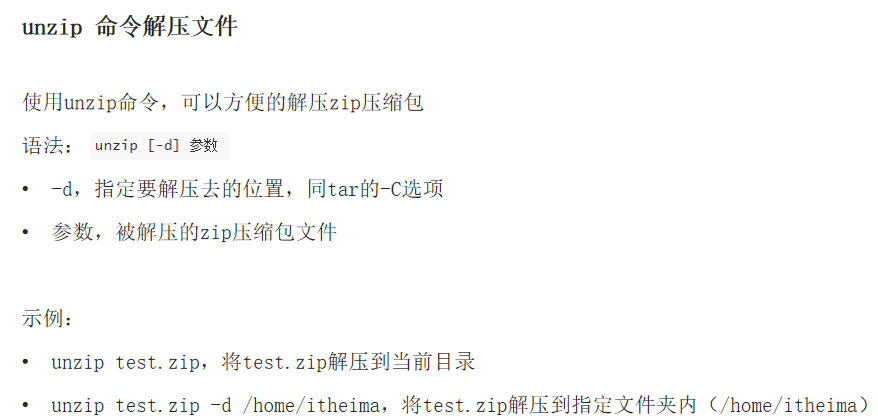 unzip 命令解压文件
使用unzip命令，可以方便的解压zip压缩包
语法： unzip [-d] 参数
• -d，指定要解压去的位置，同tar的-C选项
• 参数，被解压的zip压缩包文件
示例：
• unzip test.zip，将test.zip解压到当前目录
• unzip test.zip -d /home/itheima，将test.zip解压到指定文件夹内（/home/itheima）